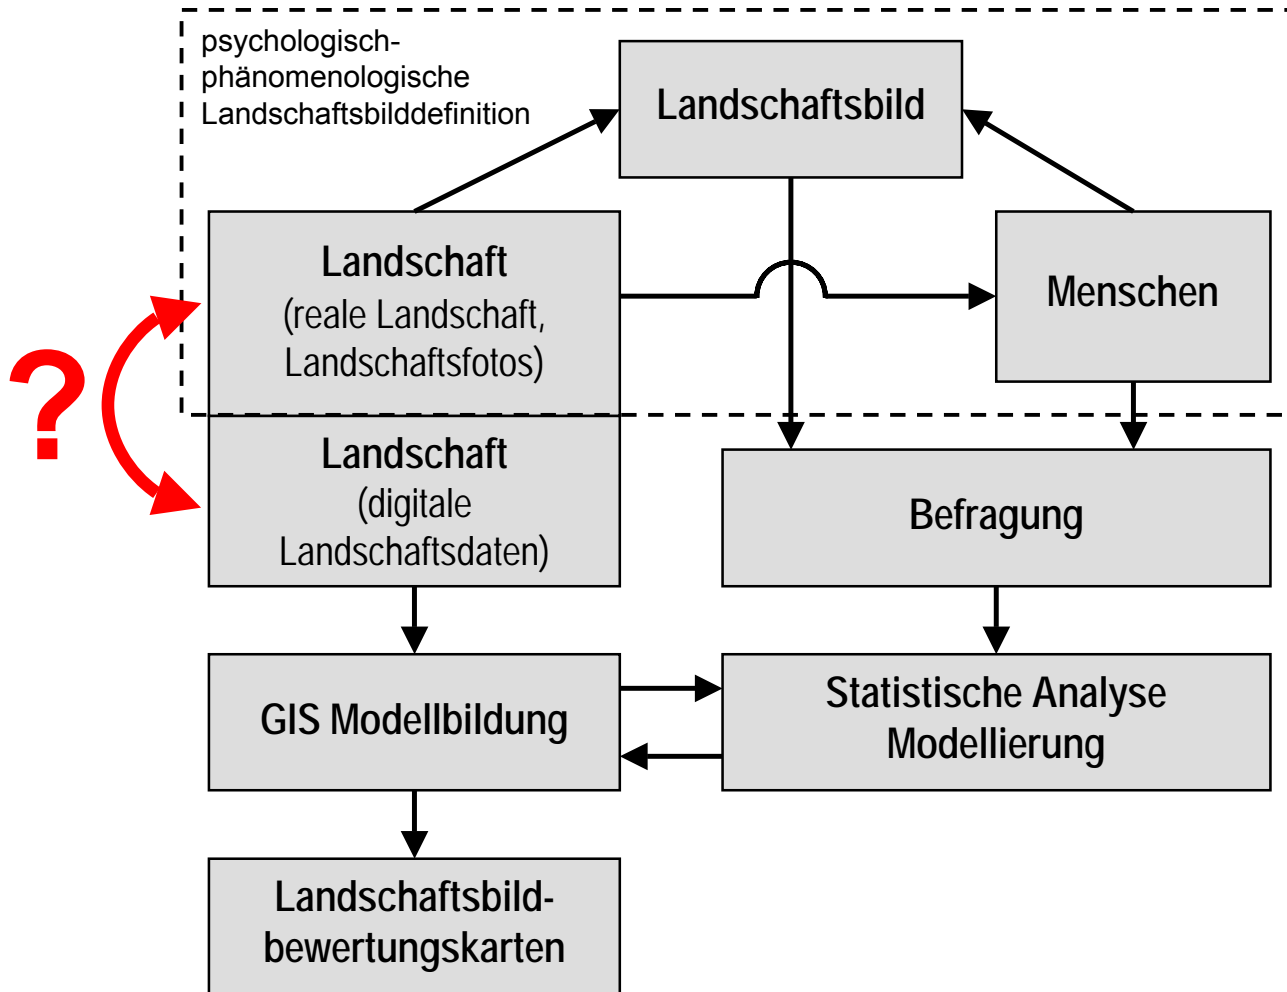 psychologisch-
phänomenologische
Landschaftsbilddefinition
Landschaftsbild
Landschaft
(reale Landschaft,
Landschaftsfotos)
Menschen
?
Landschaft
(digitale
Landschaftsdaten)
Befragung
GIS Modellbildung
Statistische Analyse
Modellierung
Landschaftsbild-
bewertungskarten